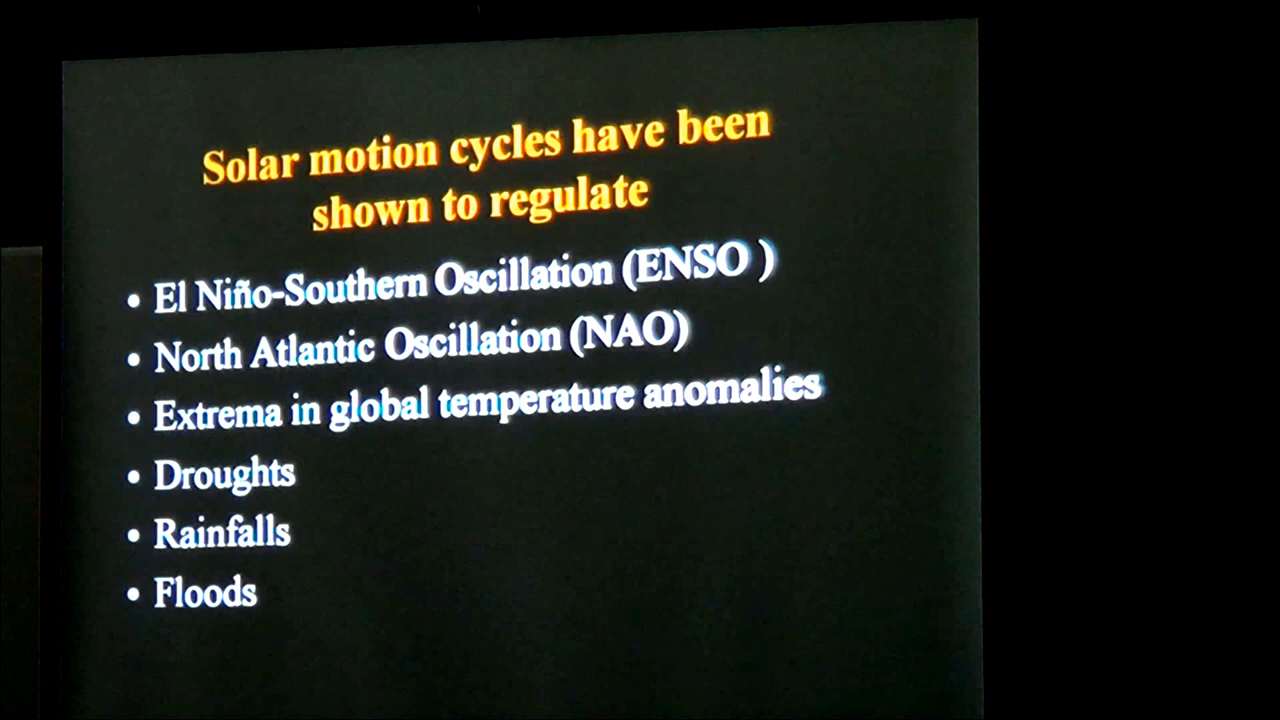 Solar motion cycles have been
shown to regulate
• El Niño-Southern Oscillation (ENSO )
• North Atlantic Oscillation (NAO)
• Extrema in global temperature anomalies
• Droughts
• Rainfalls
• Floods